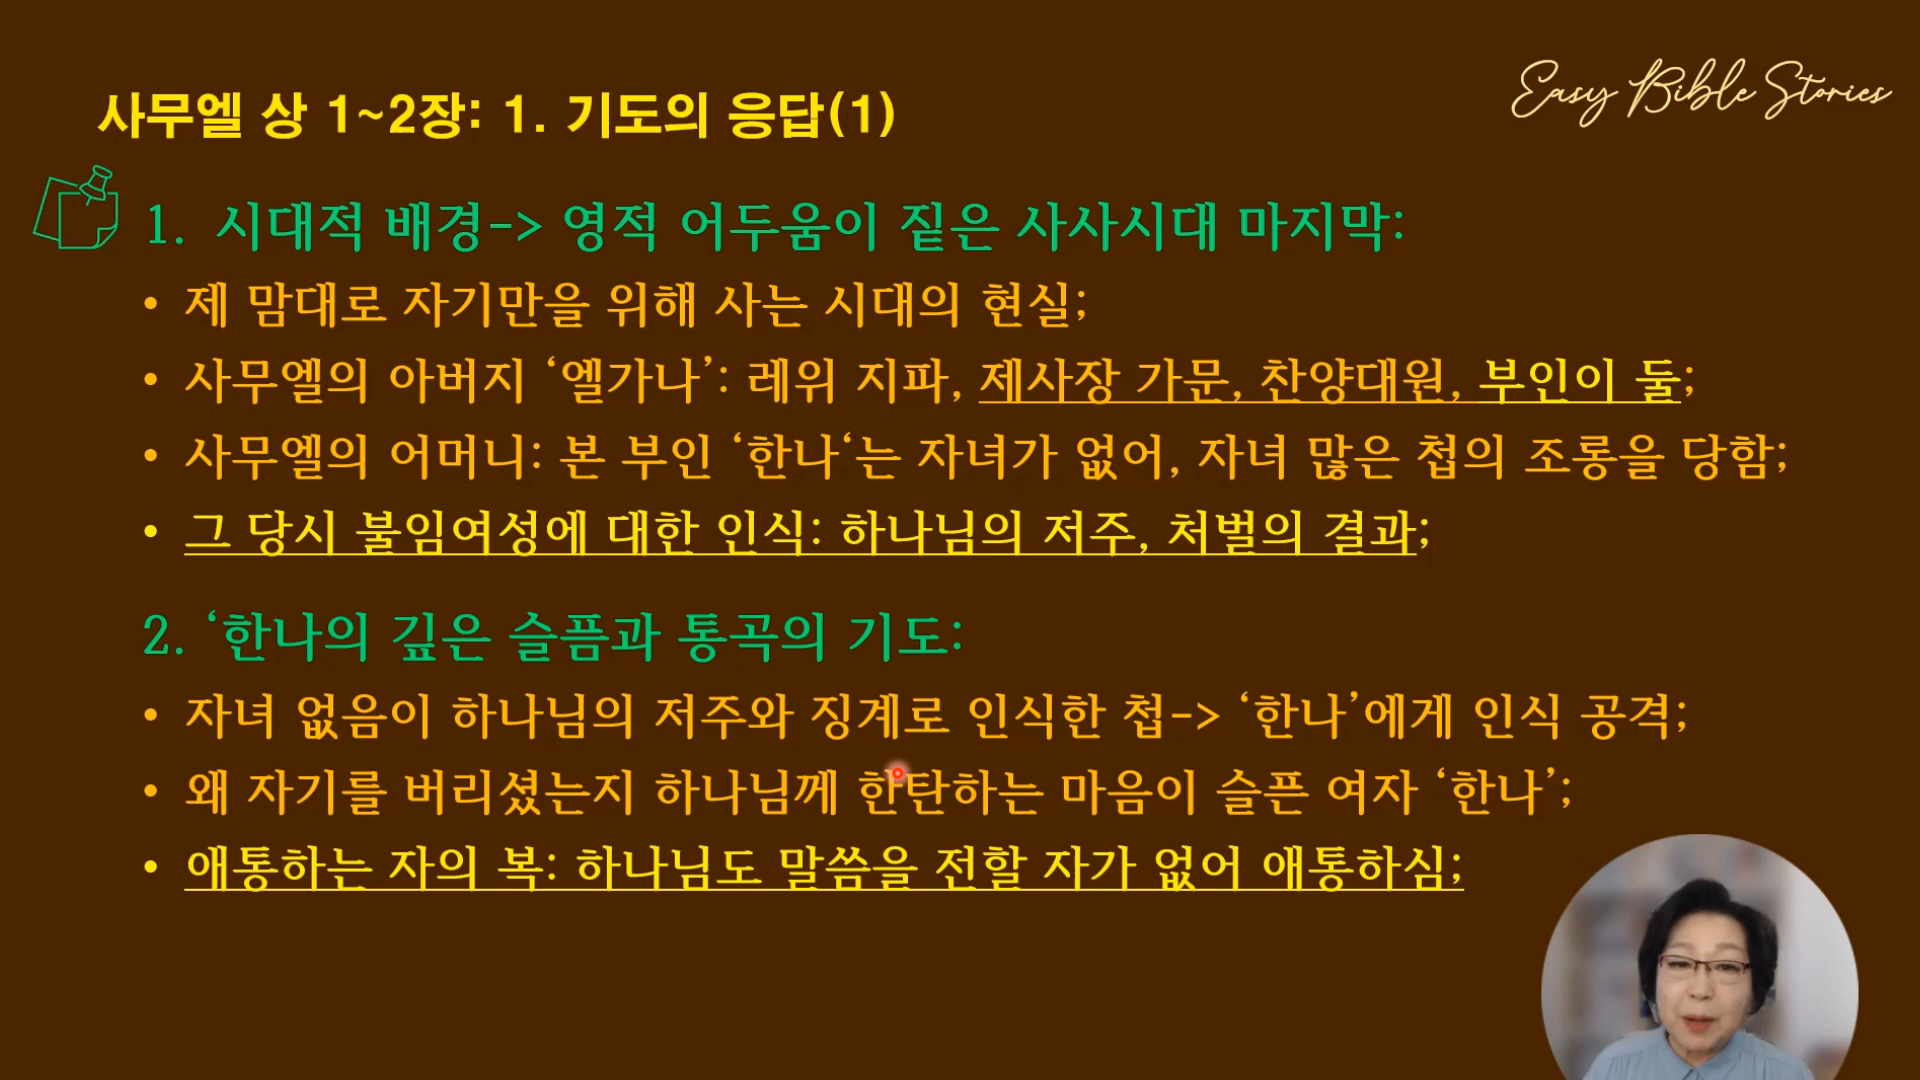 Easy Bible Stories
사무엘 상 1~2장: 1. 기도의 응답(1)
1. 시대적 배경-> 영적 어두움이 짙은 사사시대 마지막:
• 제 맘대로 자기만을 위해 사는 시대의 현실;
• 사무엘의 아버지 ‘엘가나’: 레위 지파, 제사장 가문, 찬양대원, 부인이 둘;
• 사무엘의 어머니: 본 부인 ‘한나‘는 자녀가 없어, 자녀 많은 첩의 조롱을 당함;
• 그 당시 불임여성에 대한 인식: 하나님의 저주, 처벌의 결과;
2. ‘한나의 깊은 슬픔과 통곡의 기도:
• 자녀 없음이 하나님의 저주와 징계로 인식한 첩-> ‘한나’에게 인식 공격;
• 왜 자기를 버리셨는지 하나님께 한탄하는 마음이 슬픈 여자 ‘한나’;
• 애통하는 자의 복: 하나님도 말씀을 전할 자가 없어 애통하심;